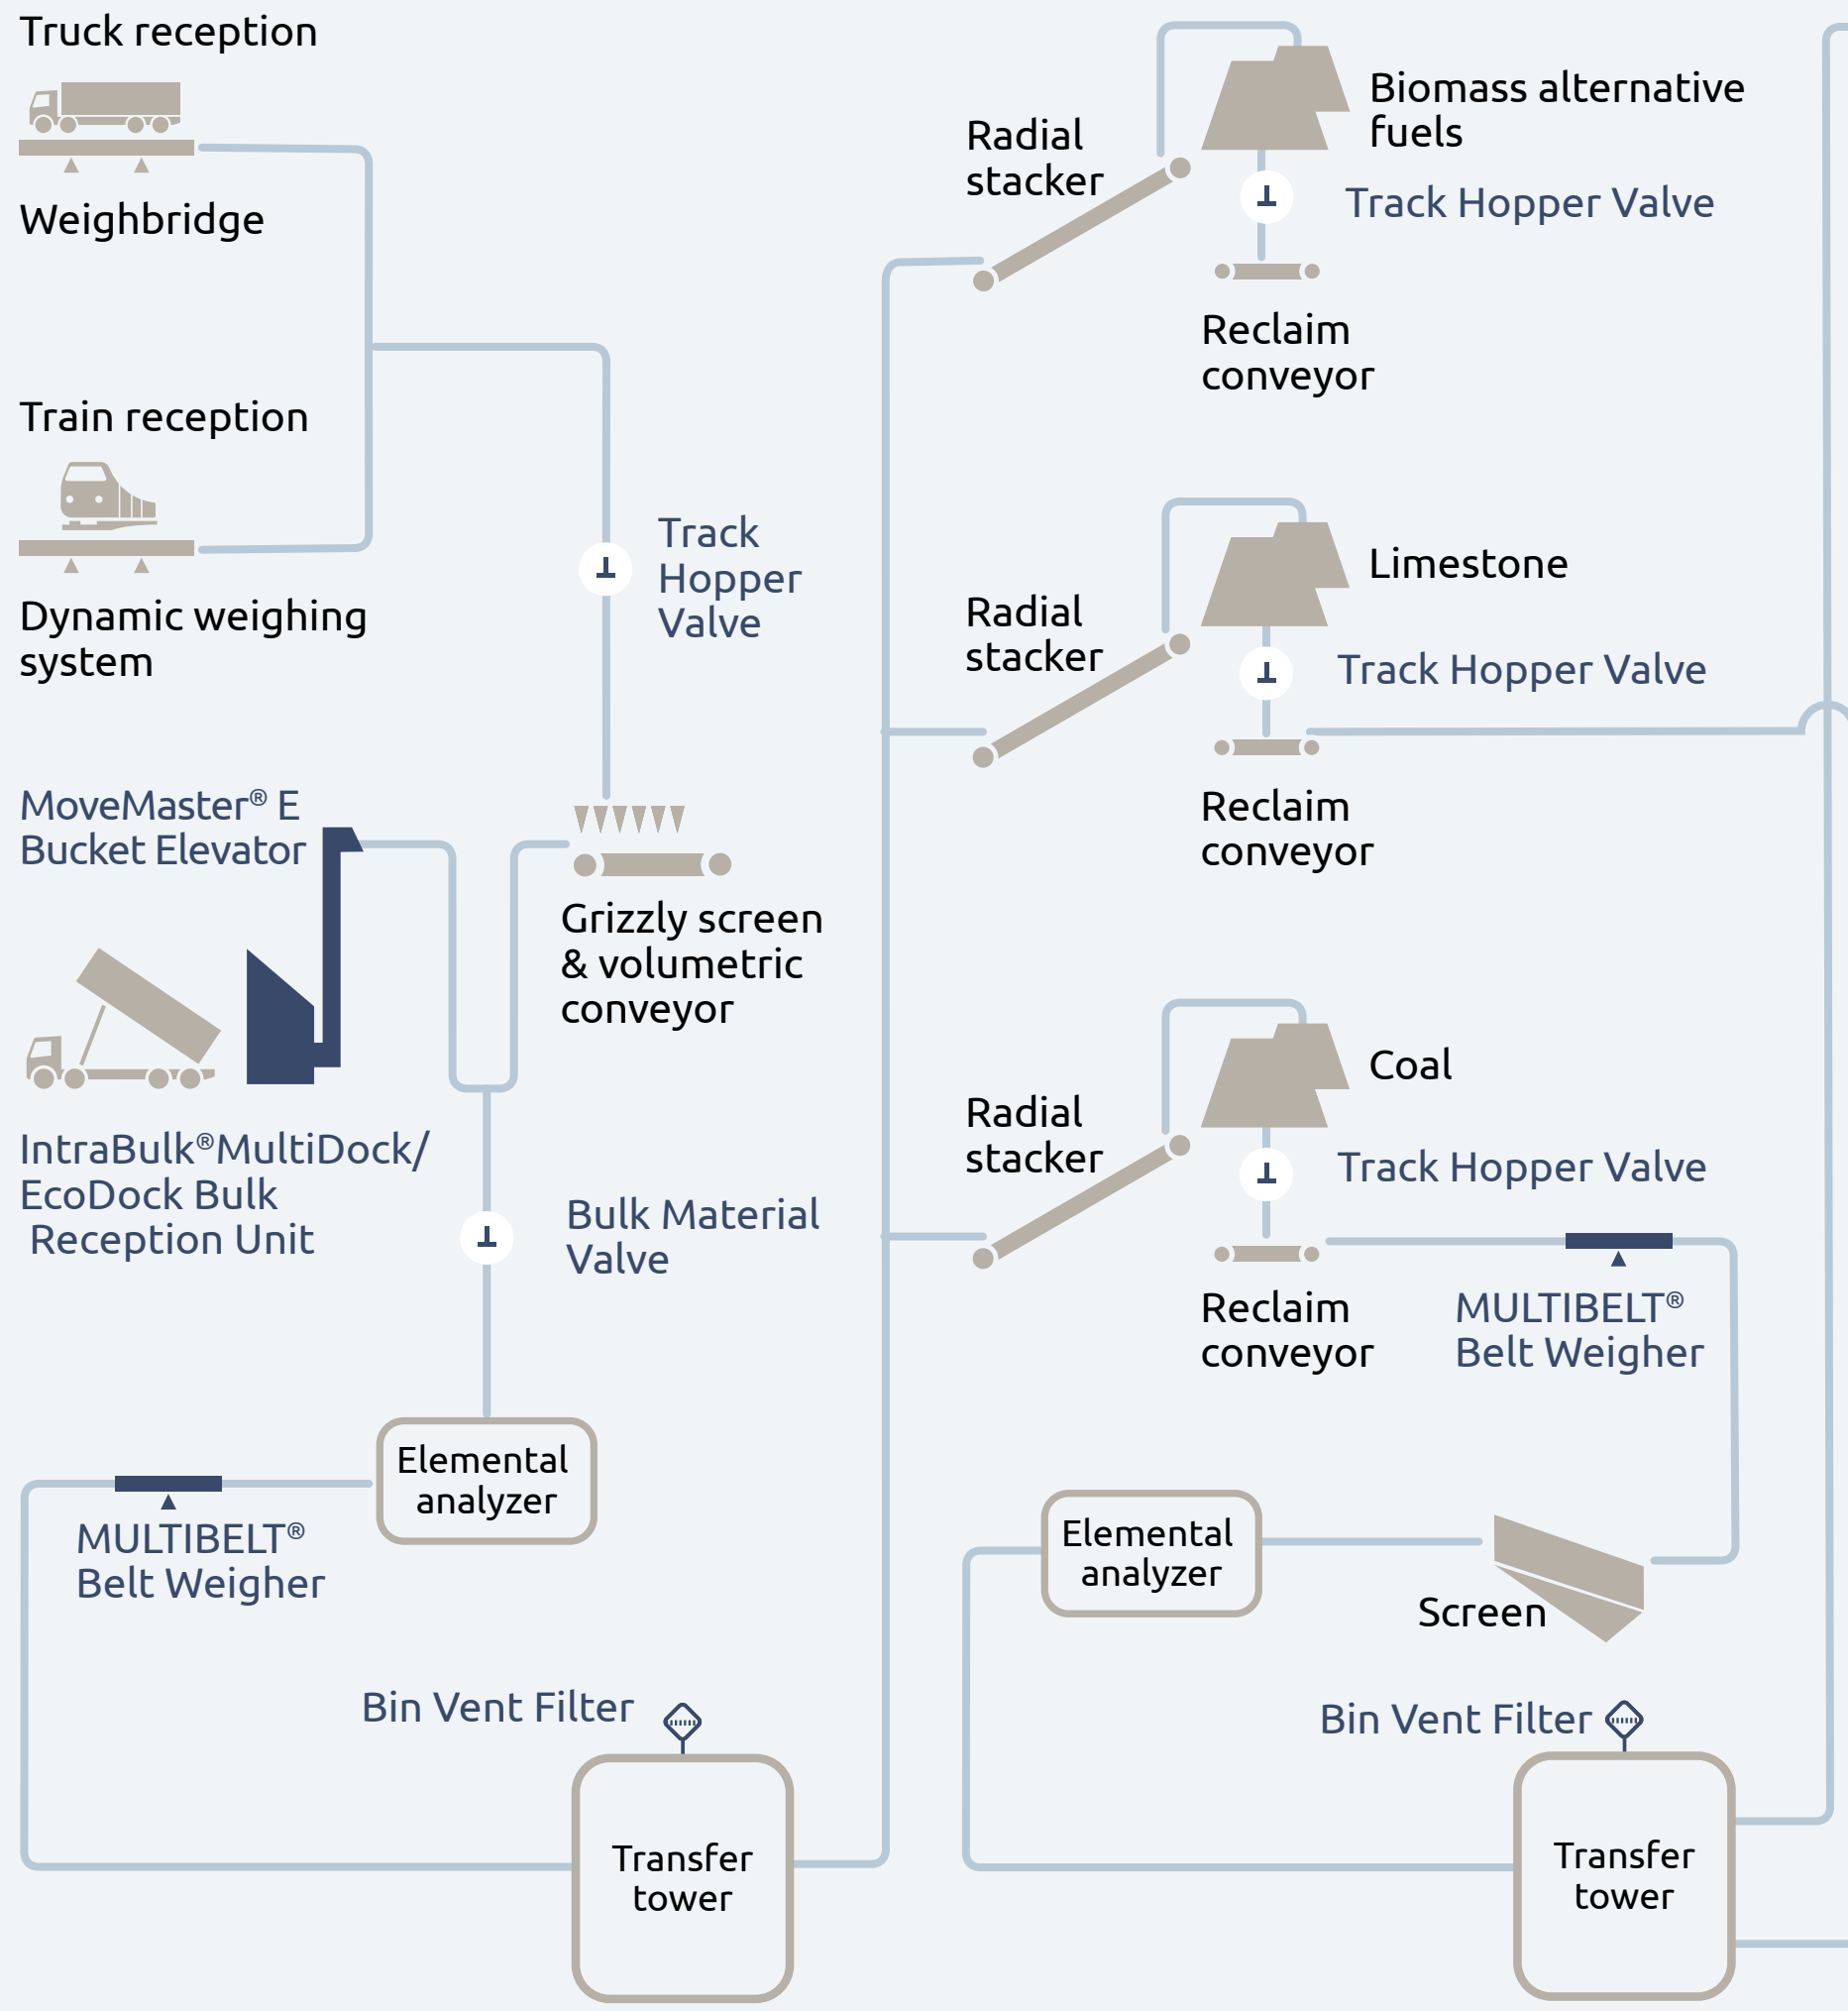 Truck reception
Weighbridge
Train reception
Dynamic weighing
system
Track
Hopper
Valve
MoveMaster® E
Bucket Elevator
Grizzly screen
& volumetric
conveyor
IntraBulk®MultiDock/
EcoDock Bulk
Reception Unit
Bulk Material
Valve
Elemental
analyzer
MULTIBELT®
Belt Weigher
Bin Vent Filter
Transfer
tower
Radial
stacker
Biomass alternative
fuels
Track Hopper Valve
Reclaim
conveyor
Radial
stacker
Limestone
Track Hopper Valve
Reclaim
conveyor
Radial
stacker
Coal
Track Hopper Valve
Reclaim
conveyor
MULTIBELT®
Belt Weigher
Elemental
analyzer
Screen
Bin Vent Filter
Transfer
tower